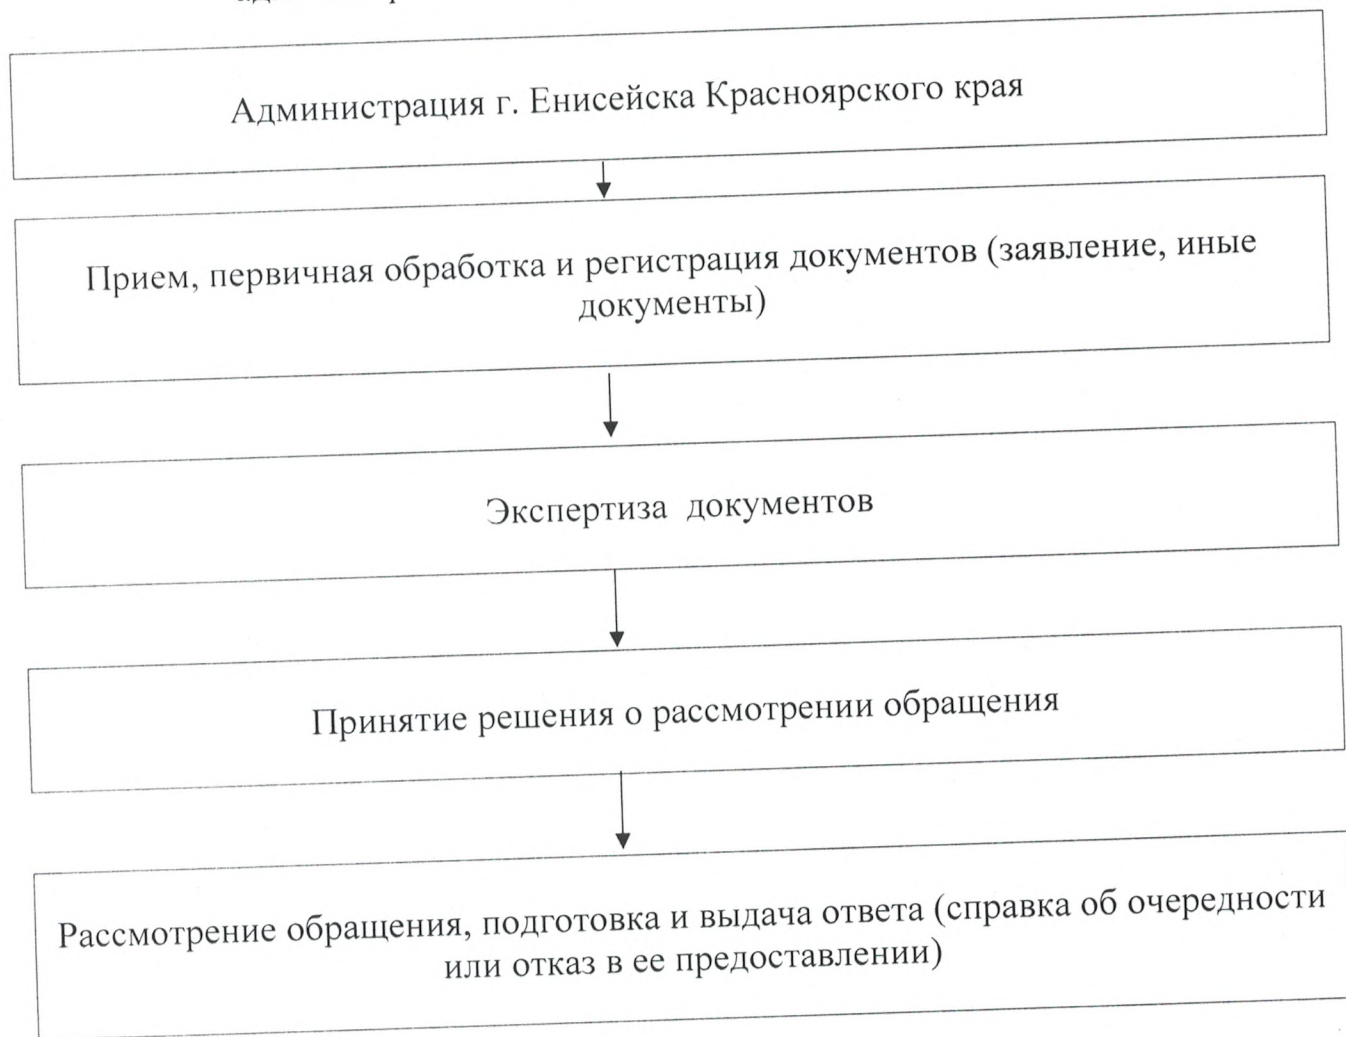 Администрация г. Енисейска Красноярского края
Прием, первичная обработка и регистрация документов (заявление, иные
документы)
Экспертиза документов
Принятие решения о рассмотрении обращения
Рассмотрение обращения, подготовка и выдача ответа (справка об очередности
или отказ в ее предоставлении)